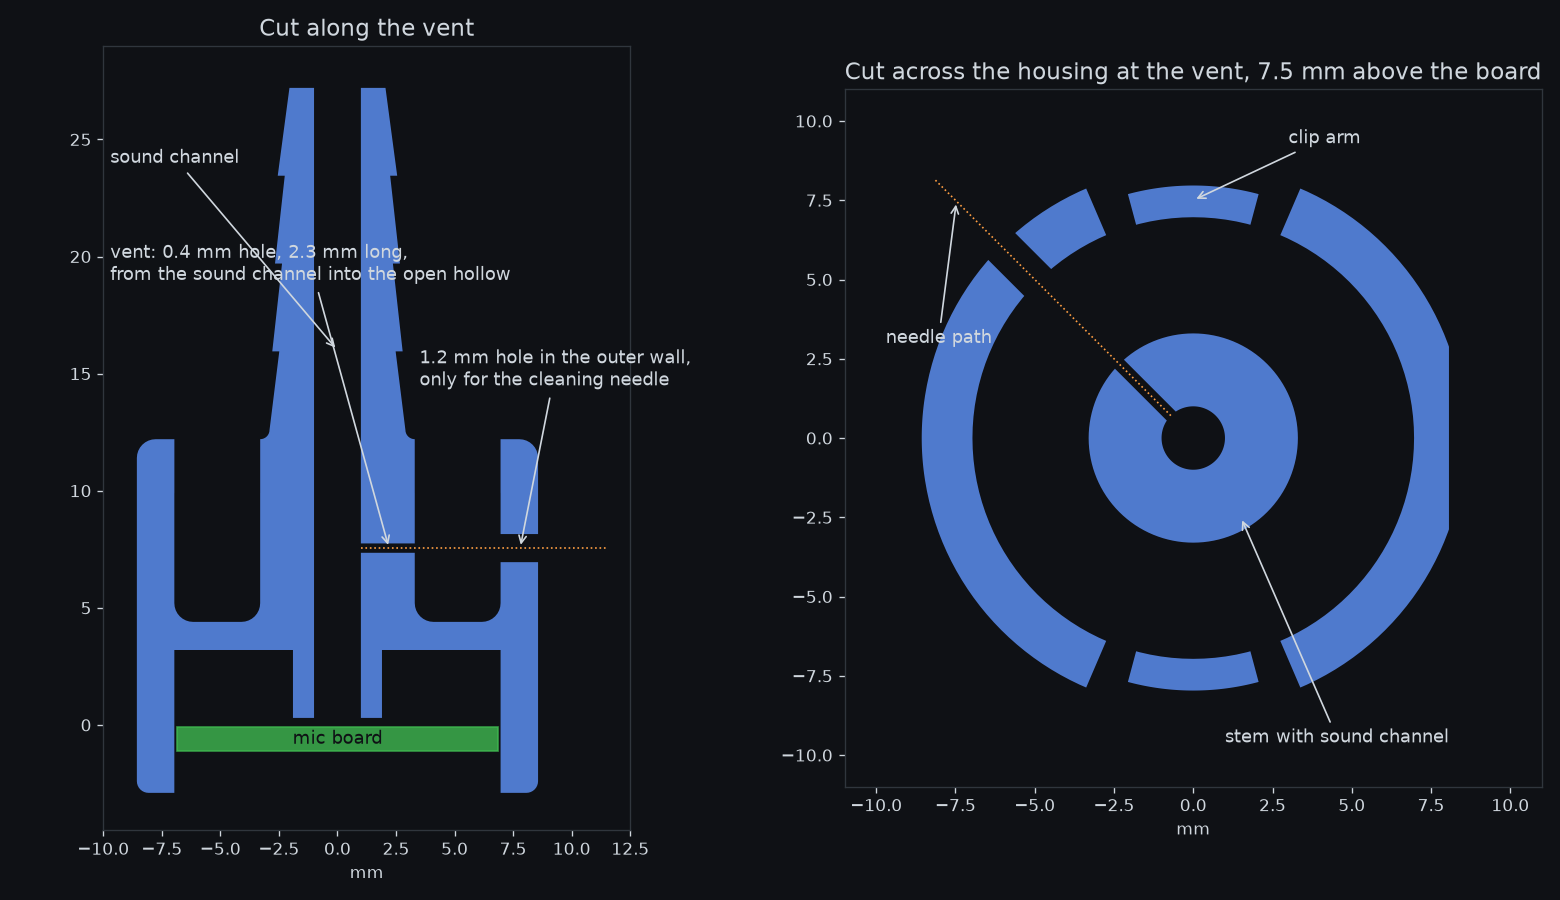 Cut along the vent
25
20
15
10
5
0
sound channel
vent: 0.4 mm hole, 2.3 mm long,
from the sound channel into the open hollow
1.2 mm hole in the outer wall,
only for the cleaning needle
mic board
−10.0 −7.5 −5.0 −2.5 0.0 2.5 5.0 7.5 10.0 12.5
mm
Cut across the housing at the vent, 7.5 mm above the board
10.0
7.5
5.0
2.5
0.0
−2.5
−5.0
−7.5
−10.0
clip arm
needle path
stem with sound channel
−10.0 −7.5 −5.0 −2.5 0.0 2.5 5.0 7.5 10.0
mm